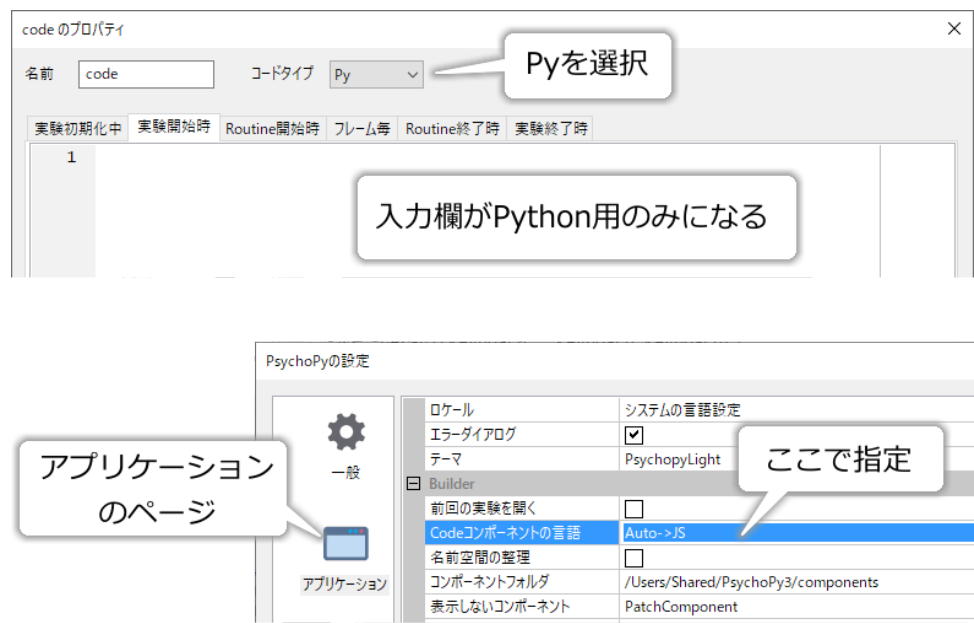 code のプロパティ
名前 code コードタイプ Py
Pyを選択
実験初期化中 実験開始時 Routine開始時 フレーム毎 Routine終了時 実験終了時
1
入力欄がPython用のみになる
PsychoPyの設定
ロケール システムの言語設定
エラーダイアログ
テーマ PsychopyLight
一般
アプリケーション
のページ
ここで指定
Builder
前回の実験を開く
Codeコンポーネントの言語 Auto->JS
名前空間の整理
アプリケーション
コンポーネントフォルダ /Users/Shared/PsychoPy3/components
表示しないコンポーネント PatchComponent